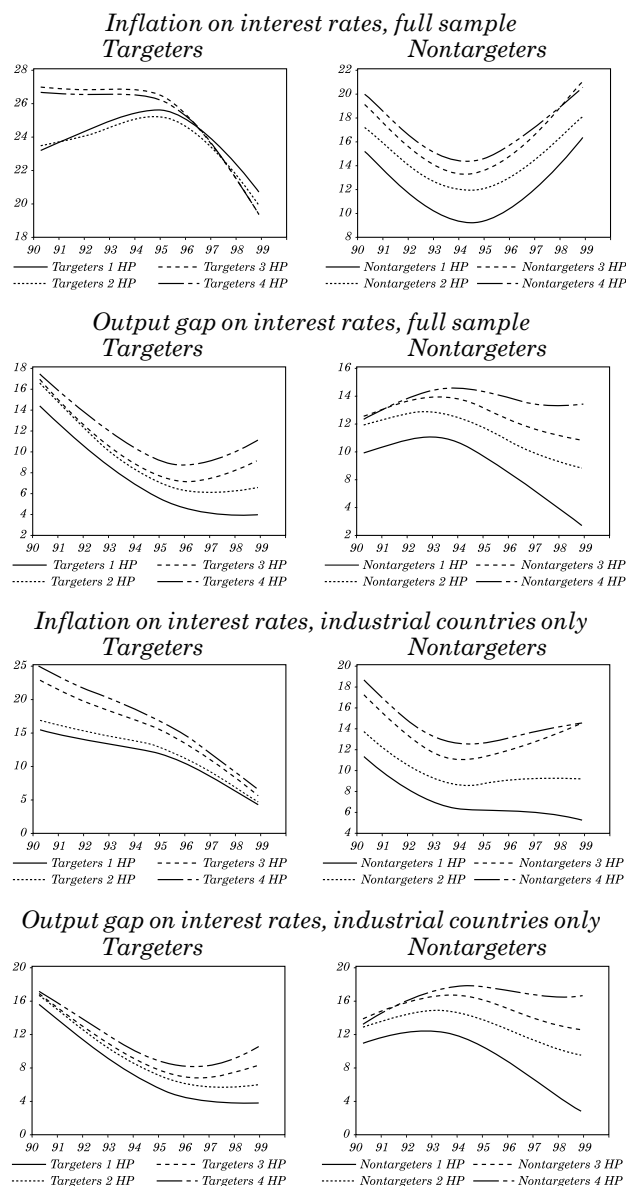 Inflation on interest rates, full sample
Targeters
28
26
24
22
20
18
90 91 92 93 94 95 96 97 98 99
Targeters 1 HP Targeters 3 HP
Targeters 2 HP Targeters 4 HP
Nontargeters
22
20
18
16
14
12
10
8
90 91 92 93 94 95 96 97 98 99
Nontargeters 1 HP Nontargeters 3 HP
Nontargeters 2 HP Nontargeters 4 HP
Output gap on interest rates, full sample
Targeters
18
16
14
12
10
8
6
4
2
90 91 92 93 94 95 96 97 98 99
Targeters 1 HP Targeters 3 HP
Targeters 2 HP Targeters 4 HP
Nontargeters
16
14
12
10
8
4
2
90 91 92 93 94 95 96 97 98 99
Nontargeters 1 HP Nontargeters 3 HP
Nontargeters 2 HP Nontargeters 4 HP
Inflation on interest rates, industrial countries only
Targeters
25
20
15
10
5
0
90 91 92 93 94 95 96 97 98 99
Targeters 1 HP Targeters 3 HP
Targeters 2 HP Targeters 4 HP
Nontargeters
20
18
16
14
12
10
8
6
4
90 91 92 93 94 95 96 97 98 99
Nontargeters 1 HP Nontargeters 3 HP
Nontargeters 2 HP Nontargeters 4 HP
Output gap on interest rates, industrial countries only
Targeters
20
16
12
8
4
0
90 91 92 93 94 95 96 97 98 99
Targeters 1 HP Targeters 3 HP
Targeters 2 HP Targeters 4 HP
Nontargeters
20
16
12
8
4
0
90 91 92 93 94 95 96 97 98 99
Nontargeters 1 HP Nontargeters 3 HP
Nontargeters 2 HP Nontargeters 4 HP